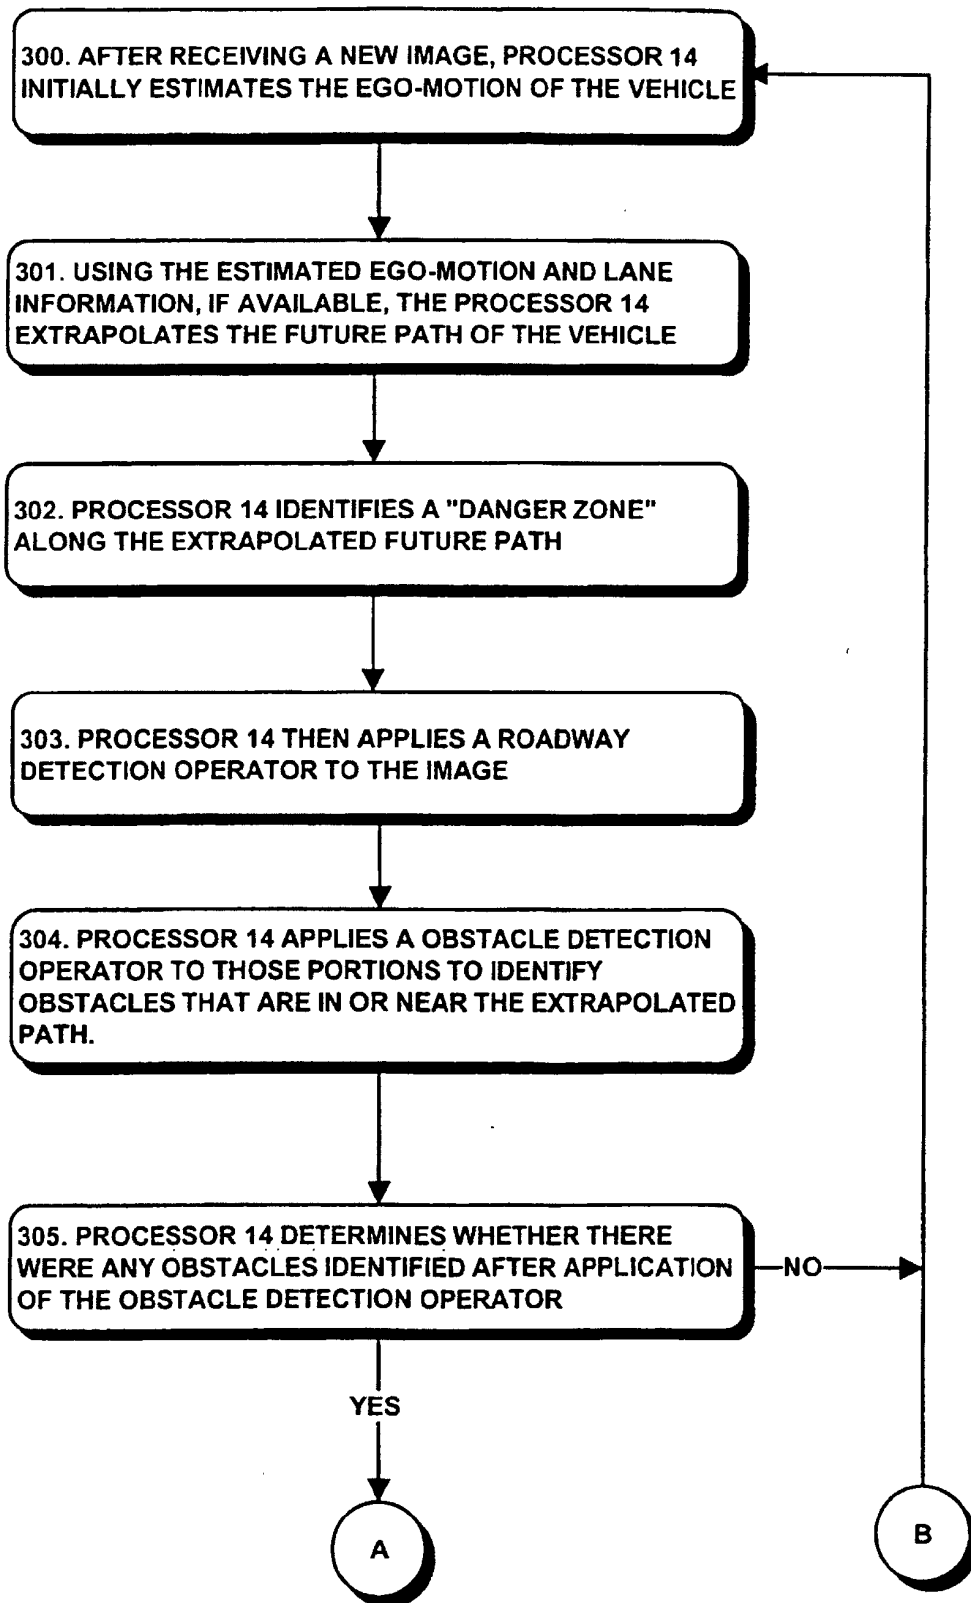 300. AFTER RECEIVING A NEW IMAGE, PROCESSOR 14
INITIALLY ESTIMATES THE EGO-MOTION OF THE VEHICLE
301. USING THE ESTIMATED EGO-MOTION AND LANE
INFORMATION, IF AVAILABLE, THE PROCESSOR 14
EXTRAPOLATES THE FUTURE PATH OF THE VEHICLE
302. PROCESSOR 14 IDENTIFIES A "DANGER ZONE"
ALONG THE EXTRAPOLATED FUTURE PATH
303. PROCESSOR 14 THEN APPLIES A ROADWAY
DETECTION OPERATOR TO THE IMAGE
304. PROCESSOR 14 APPLIES A OBSTACLE DETECTION
OPERATOR TO THOSE PORTIONS TO IDENTIFY
OBSTACLES THAT ARE IN OR NEAR THE EXTRAPOLATED
PATH.
305. PROCESSOR 14 DETERMINES WHETHER THERE
WERE ANY OBSTACLES IDENTIFIED AFTER APPLICATION
OF THE OBSTACLE DETECTION OPERATOR
NO
YES
A
B